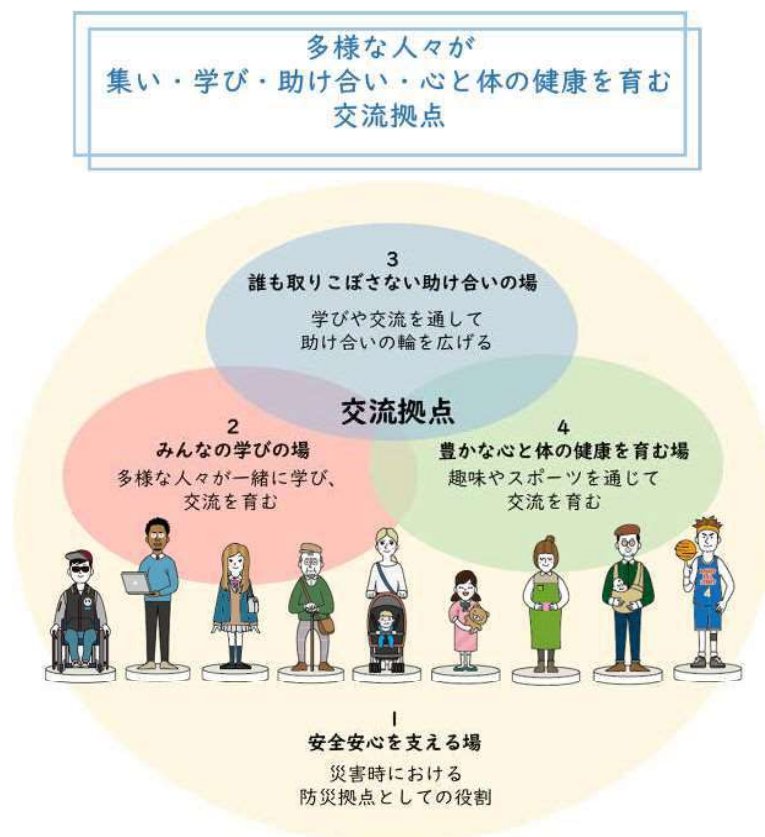 多様な人々が
集い・学び・助け合い・心と体の健康を育む
交流拠点
3
誰も取りこぼさない助け合いの場
学びや交流を通して
助け合いの輪を広げる
交流拠点
2
みんなの学びの場
多様な人々が一緒に学び、
交流を育む
4
豊かな心と体の健康を育む場
趣味やスポーツを通じて
交流を育む
4
1
安全安心を支える場
災害時における
防災拠点としての役割